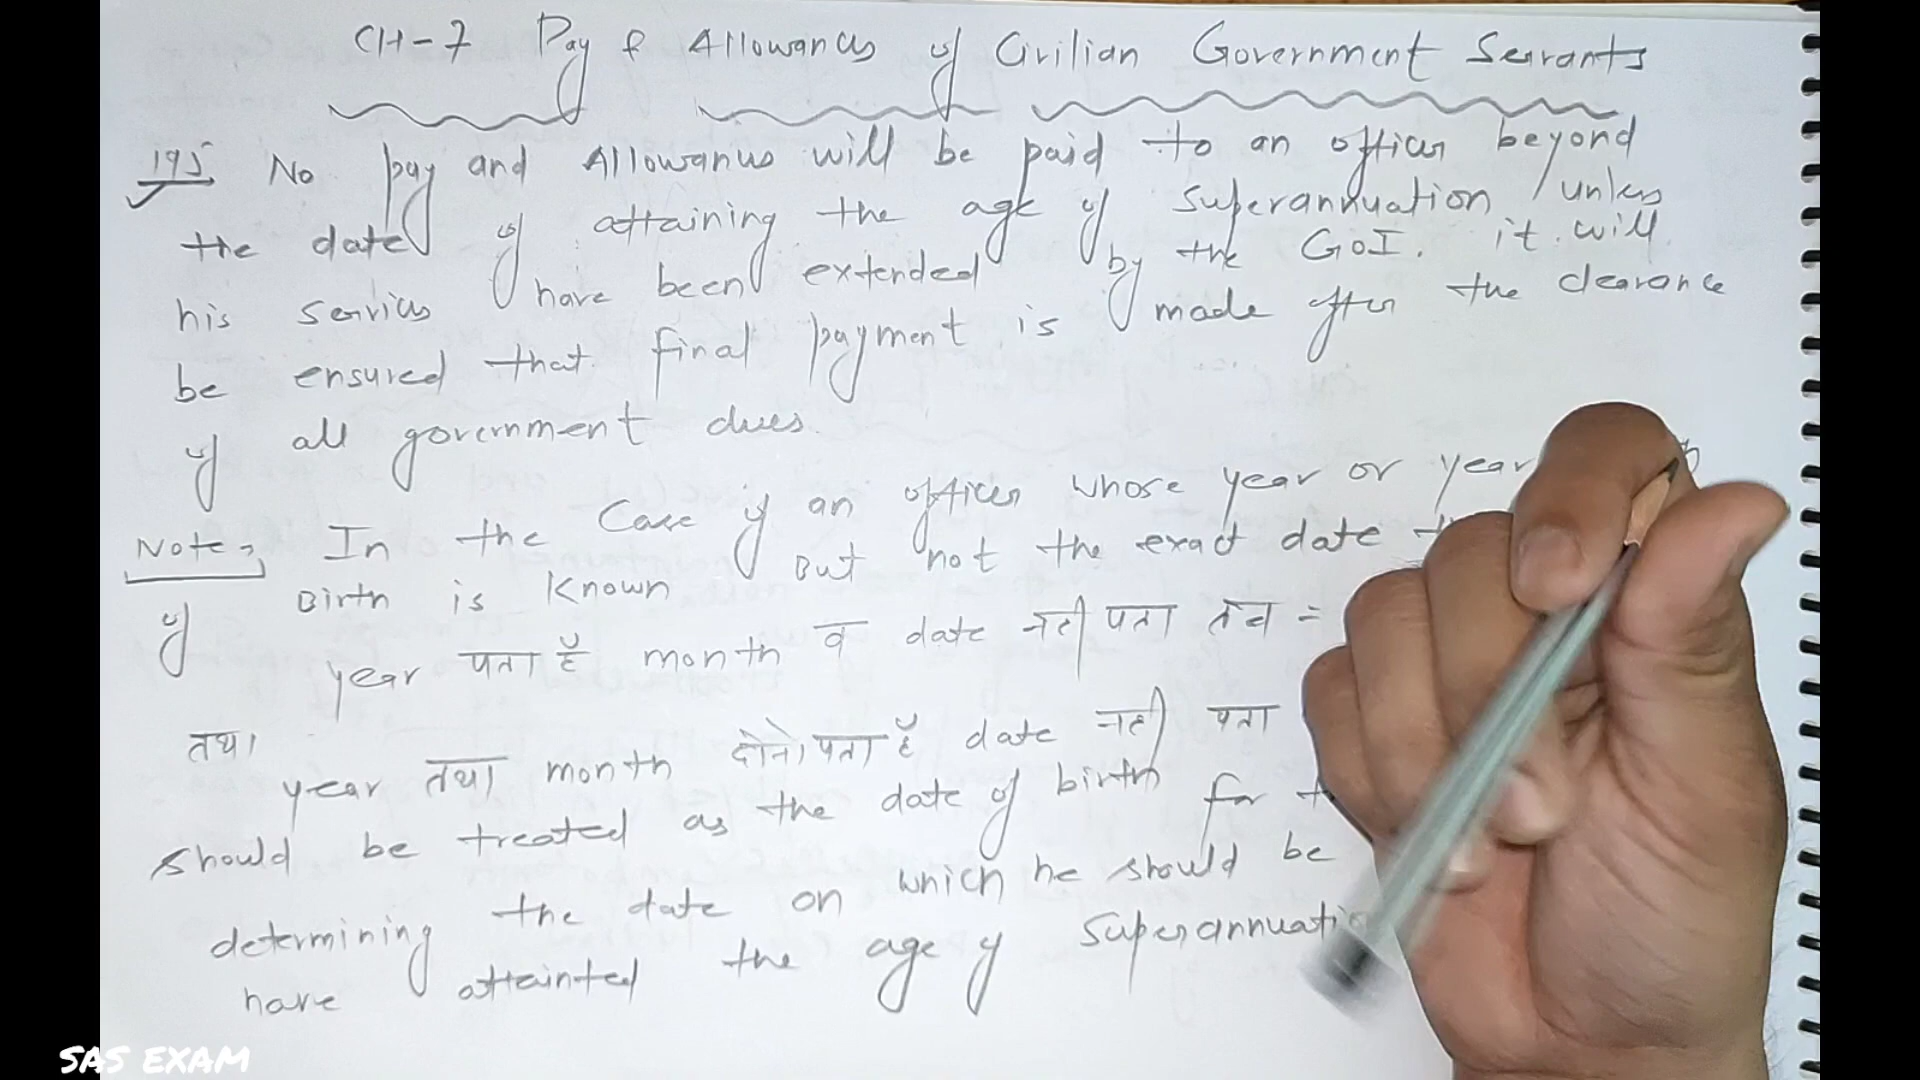 CH-7 Pay & Allowances of Civilian Government Servants
195 No pay and Allowances will be paid to an officer beyond
the date of attaining the age of superannuation, unless
his services have been extended by the GoI. it will
be ensured that final payment is made after the clearance
of all government dues.
Note → In the case of an officer whose year or year
of Birth is known But not the exact date
year पता है month व date नही पता तब =
तथा
year तथा month दोनो पता है date नही पता
should be treated as the date of birth for
determining the date on which he should be
have attainted the age of superannuation
SAS EXAM